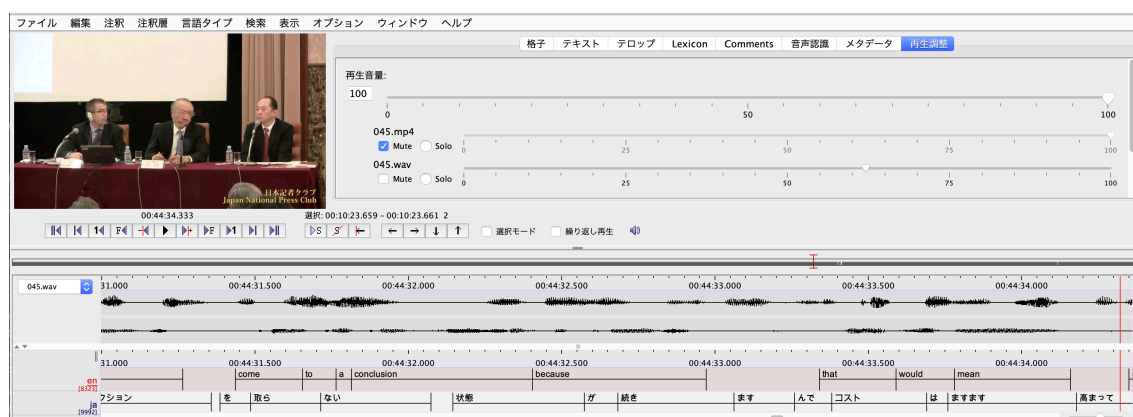 ファイル 編集 注釈 注釈層 言語タイプ 検索 表示 オプション ウィンドウ ヘルプ
格子 テキスト テロップ Lexicon Comments 音声認識 メタデータ 再生調整
再生音量:
100
0 50 100
045.mp4
Mute Solo 0 25 50 75 100
045.wav
Mute Solo 0 25 50 75 100
日本記者クラブ
Japan National Press Club
00:44:34.333 選択: 00:10:23.659 - 00:10:23.661 2
1 F F 1 S S 選択モード 繰り返し再生
045.wav 31.000 00:44:31.500 00:44:32.000 00:44:32.500 00:44:33.000 00:44:33.500 00:44:34.000
31.000 00:44:31.500 00:44:32.000 00:44:32.500 00:44:33.000 00:44:33.500 00:44:34.000
en come to a conclusion because that would mean
[8323]
ja クション を 取ら ない 状態 が 続き ます んで コスト は ますます 高まって
[9992]